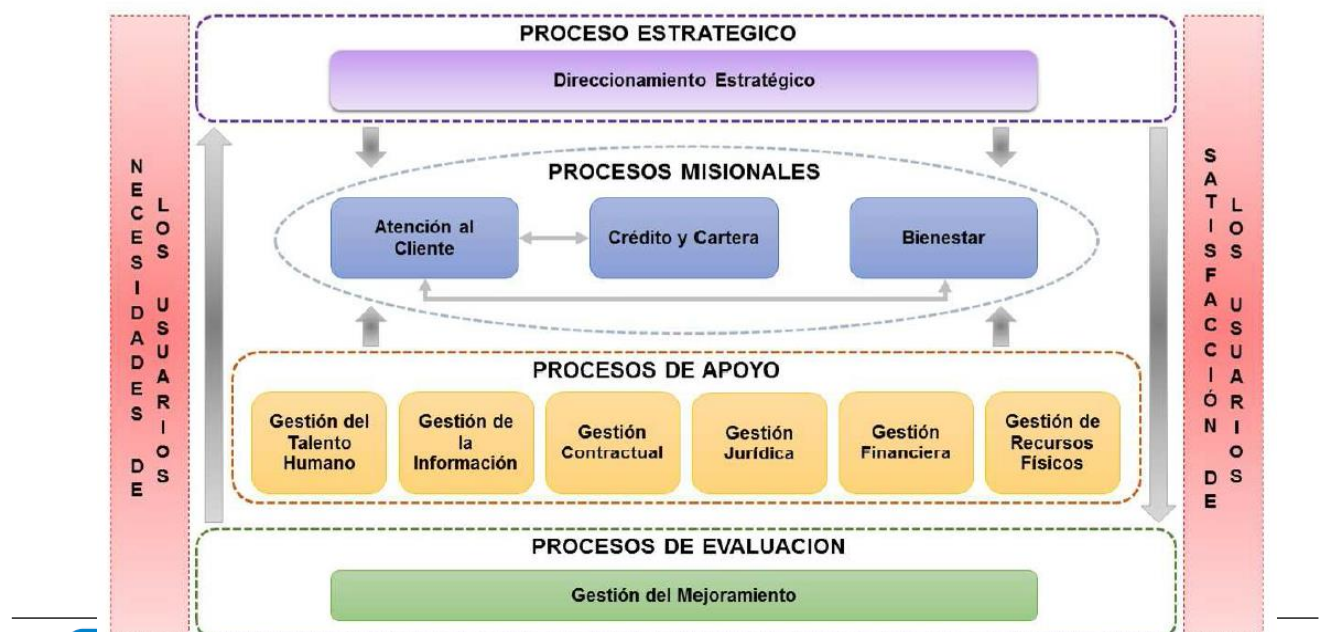 PROCESO ESTRATEGICO
Direccionamiento Estratégico
NECESIDADES DE
LOS USUARIOS
PROCESOS MISIONALES
Atención al
Cliente
Crédito y Cartera
Bienestar
PROCESOS DE APOYO
Gestión del
Talento
Humano
Gestión de
la
Información
Gestión
Contractual
Gestión
Jurídica
Gestión
Financiera
Gestión de
Recursos
Físicos
PROCESOS DE EVALUACION
Gestión del Mejoramiento
SATISFACCIÓN DE
LOS USUARIOS